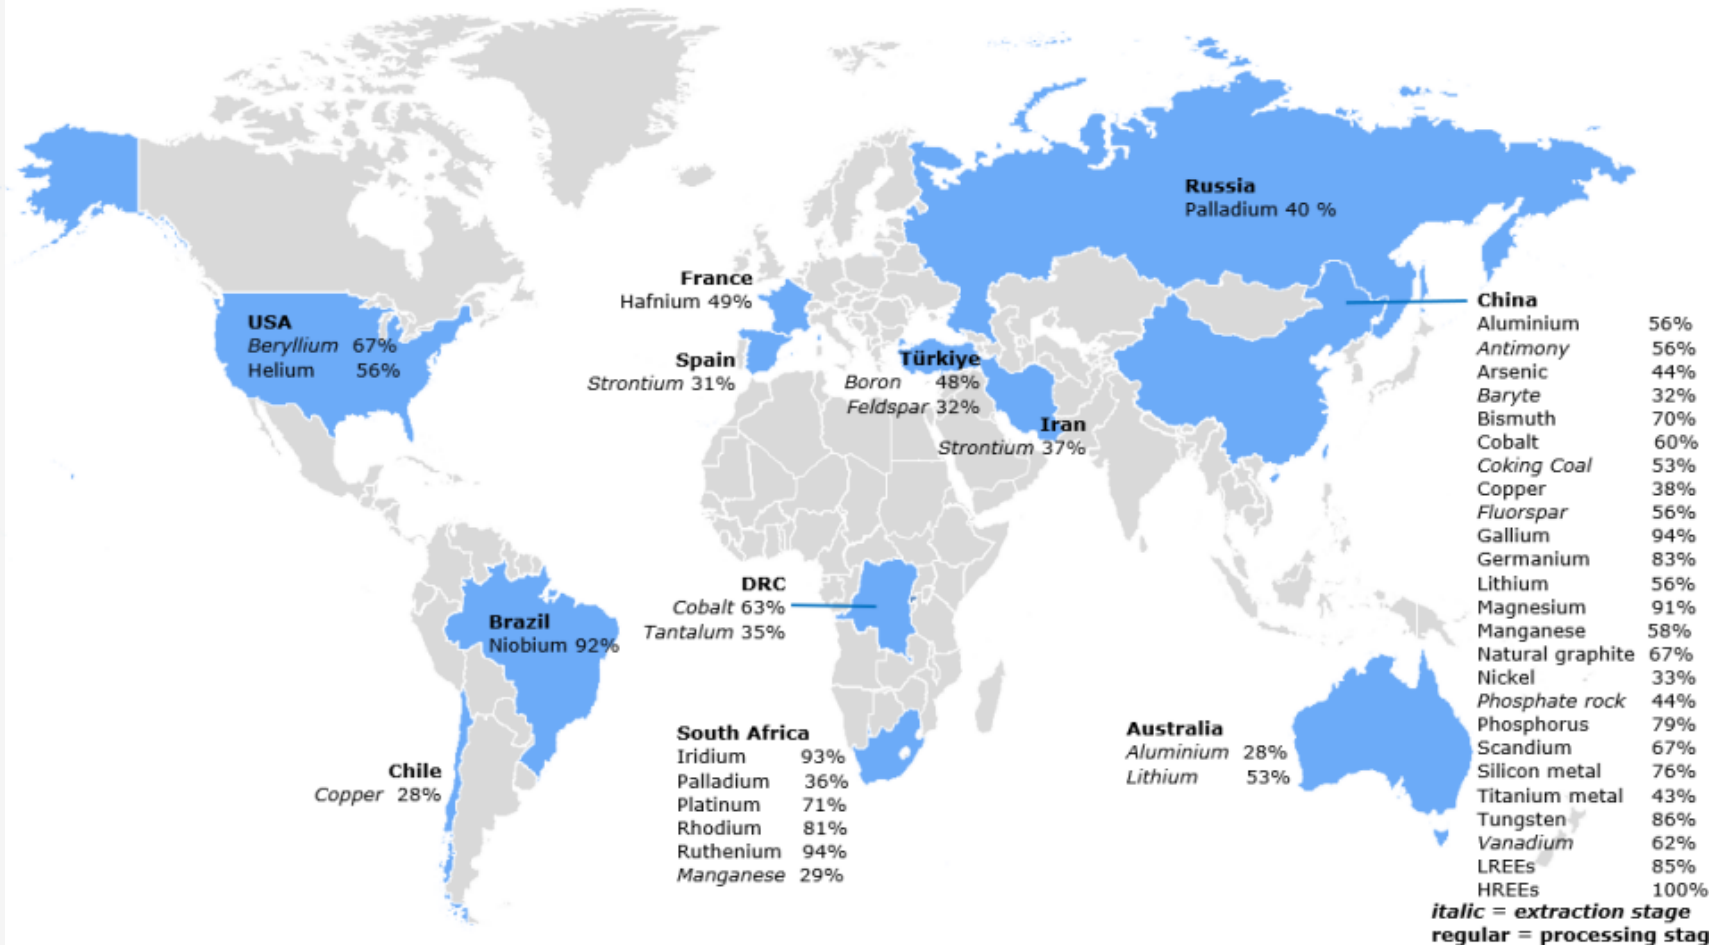 Russia
Palladium 40 %
France
Hafnium 49%
USA
Beryllium 67%
Helium 56%
Spain
Strontium 31%
Türkiye
Boron 48%
Feldspar 32%
Iran
Strontium 37%
China
Aluminium 56%
Antimony 56%
Arsenic 44%
Baryte 32%
Bismuth 70%
Cobalt 60%
Coking Coal 53%
Copper 38%
Fluorspar 56%
Gallium 94%
Germanium 83%
Lithium 56%
Magnesium 91%
Manganese 58%
Natural graphite 67%
Nickel 33%
Phosphate rock 44%
Phosphorus 79%
Scandium 67%
Silicon metal 76%
Titanium metal 43%
Tungsten 86%
Vanadium 62%
LREEs 85%
HREEs 100%
DRC
Cobalt 63%
Tantalum 35%
Brazil
Niobium 92%
Chile
Copper 28%
South Africa
Iridium 93%
Palladium 36%
Platinum 71%
Rhodium 81%
Ruthenium 94%
Manganese 29%
Australia
Aluminium 28%
Lithium 53%
italic = extraction stage
regular = processing stag